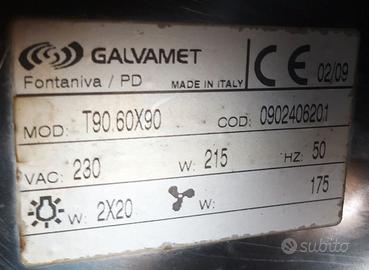 GALVAMET
Fontaniva / PD MADE IN ITALY CE 02/09
MOD: T90.60X90 COD: 0902406201
VAC: 230 W: 215 HZ: 50
W: 2X20 W: 175
subito